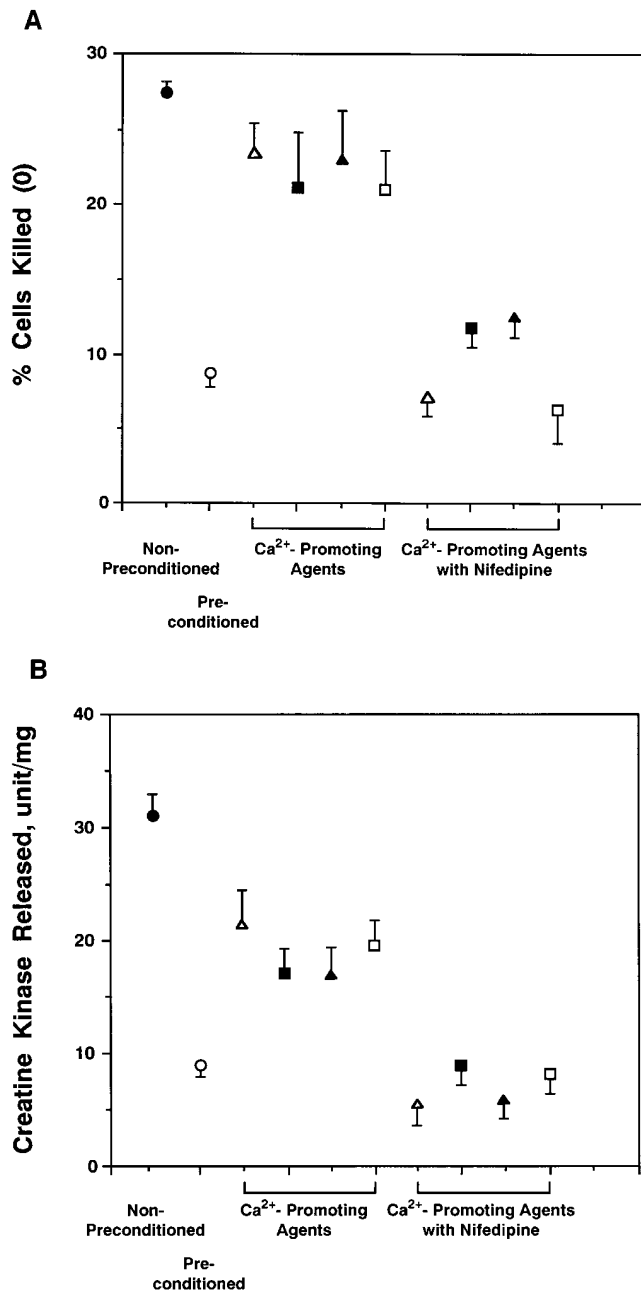 A
% Cells Killed (0)
30
20
10
0
Non-
Preconditioned
Pre-
conditioned
Ca²⁺- Promoting
Agents
Ca²⁺- Promoting Agents
with Nifedipine
B
Creatine Kinase Released, unit/mg
40
30
20
10
0
Non-
Preconditioned
Pre-
conditioned
Ca²⁺- Promoting
Agents
Ca²⁺- Promoting Agents
with Nifedipine